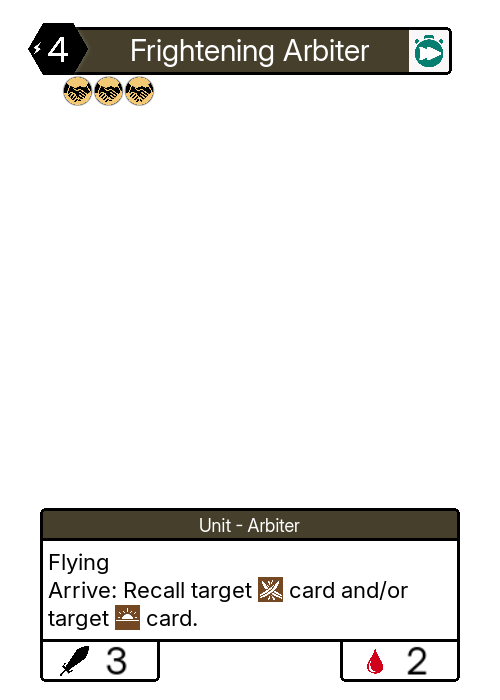 4 Frightening Arbiter
Unit - Arbiter
Flying
Arrive: Recall target card and/or
target card.
3 2